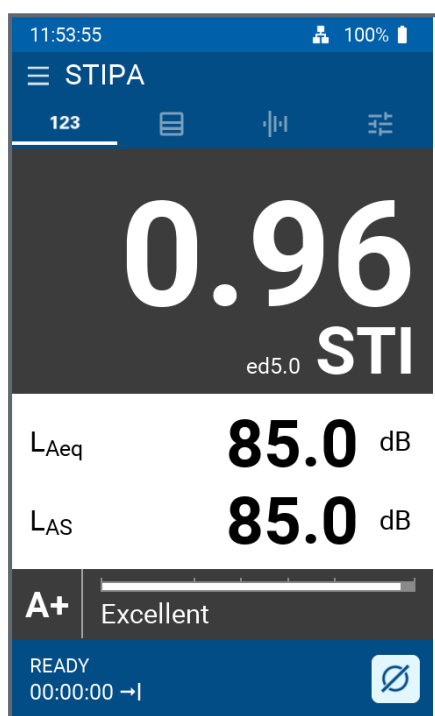 11:53:55 100%
STIPA
123
0.96
ed5.0 STI
LAeq 85.0 dB
LAS 85.0 dB
A+ Excellent
READY
00:00:00